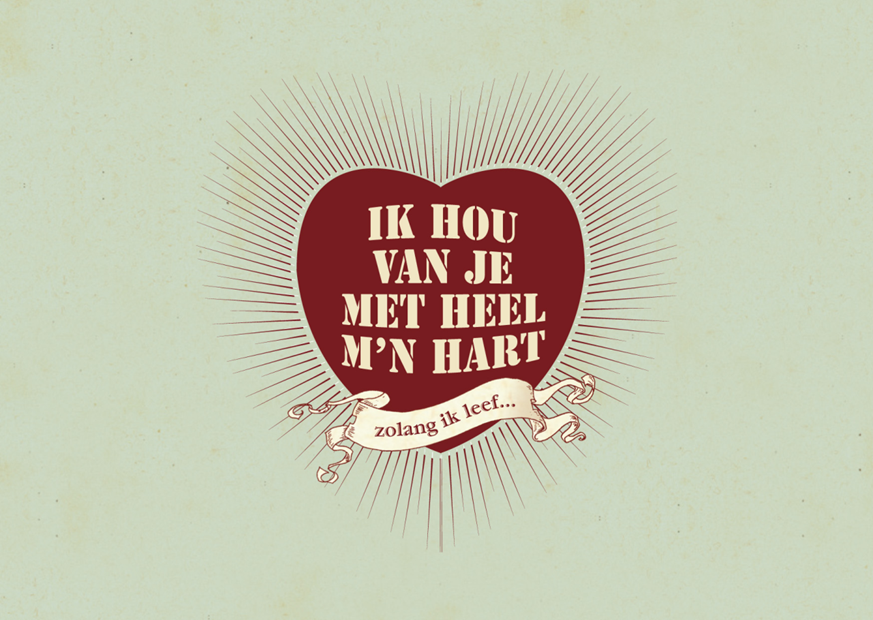 IK HOU
VAN JE
MET HEEL
M'N HART
zolang ik leef...